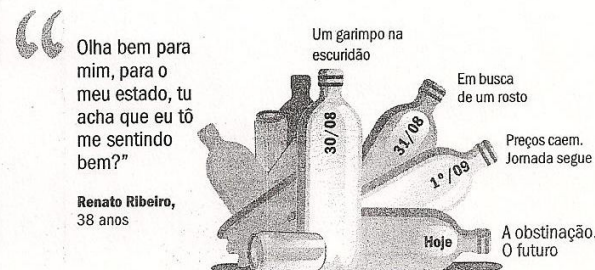 Olha bem para
mim, para o
meu estado, tu
acha que eu tô
me sentindo
bem?”
Renato Ribeiro,
38 anos
Um garimpo na
escuridão
30/08
Em busca
de um rosto
31/08
Preços caem.
Jornada segue
1º/09
A obstinação.
O futuro
Hoje